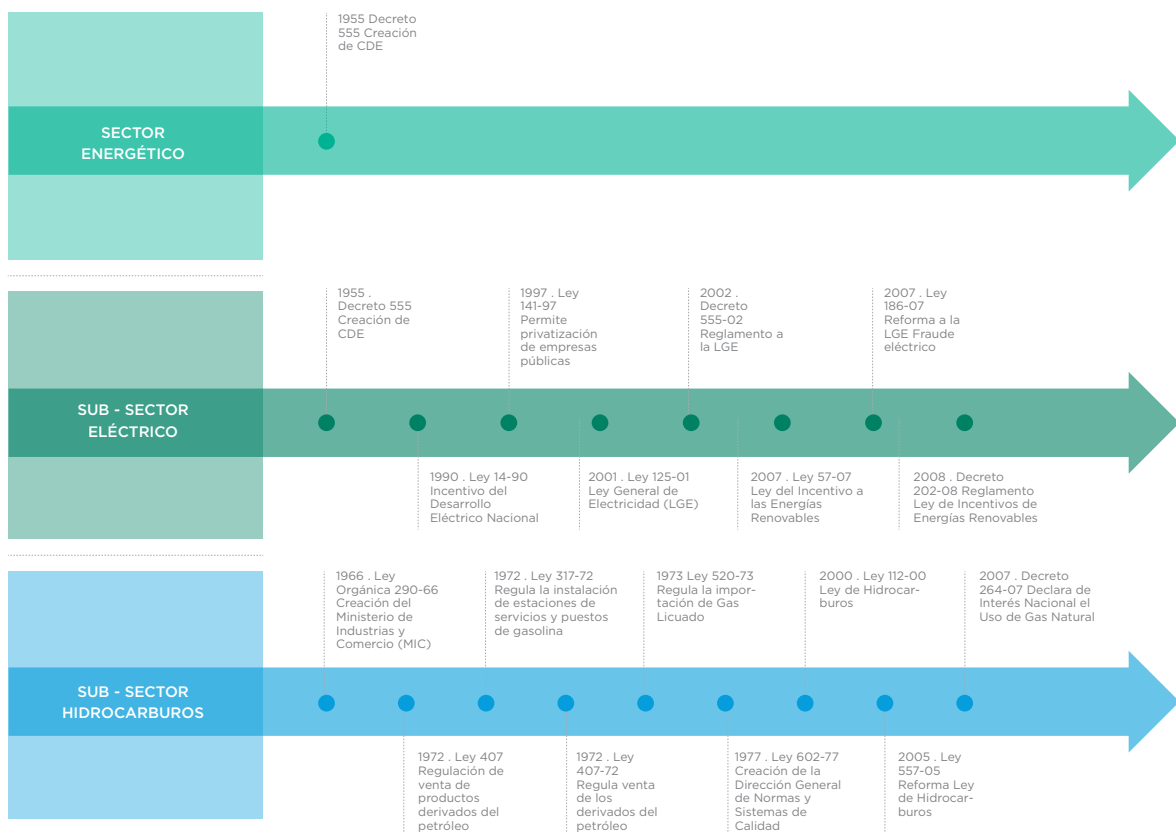 1955 Decreto
555 Creación
de CDE
SECTOR
ENERGÉTICO
1955 .
Decreto 555
Creación de
CDE
1997 . Ley
141-97
Permite
privatización
de empresas
públicas
2002 .
Decreto
555-02
Reglamento a
la LGE
2007 . Ley
186-07
Reforma a la
LGE Fraude
eléctrico
SUB - SECTOR
ELÉCTRICO
1990 . Ley 14-90
Incentivo del
Desarrollo
Eléctrico Nacional
2001 . Ley 125-01
Ley General de
Electricidad (LGE)
2007 . Ley 57-07
Ley del Incentivo a
las Energías
Renovables
2008 . Decreto
202-08 Reglamento
Ley de Incentivos de
Energías Renovables
1966 . Ley
Orgánica 290-66
Creación del
Ministerio de
Industrias y
Comercio (MIC)
1972 . Ley 317-72
Regula la instalación
de estaciones de
servicios y puestos
de gasolina
1973 Ley 520-73
Regula la impor-
tación de Gas
Licuado
2000 . Ley 112-00
Ley de Hidrocar-
buros
2007 . Decreto
264-07 Declara de
Interés Nacional el
Uso de Gas Natural
SUB - SECTOR
HIDROCARBUROS
1972 . Ley 407
Regulación de
venta de
productos
derivados del
petróleo
1972 . Ley
407-72
Regula venta
de los
derivados del
petróleo
1977 . Ley 602-77
Creación de la
Dirección General
de Normas y
Sistemas de
Calidad
2005 . Ley
557-05
Reforma Ley
de Hidrocar-
buros